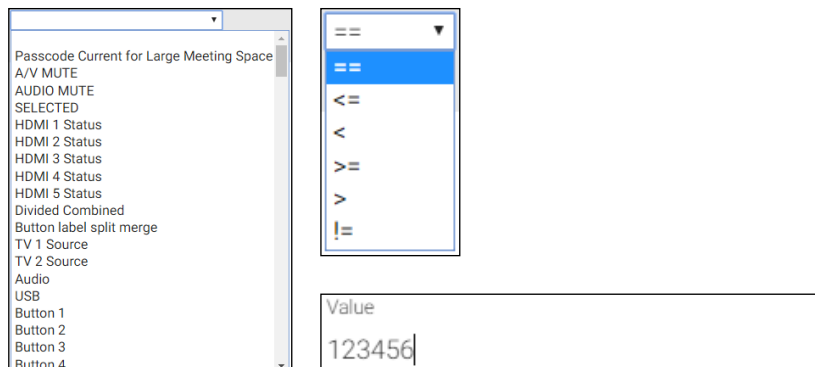 Passcode Current for Large Meeting Space
A/V MUTE
AUDIO MUTE
SELECTED
HDMI 1 Status
HDMI 2 Status
HDMI 3 Status
HDMI 4 Status
HDMI 5 Status
Divided Combined
Button label split merge
TV 1 Source
TV 2 Source
Audio
USB
Button 1
Button 2
Button 3
Button 4
==
==
<=
<
>=
>
!=
Value
123456